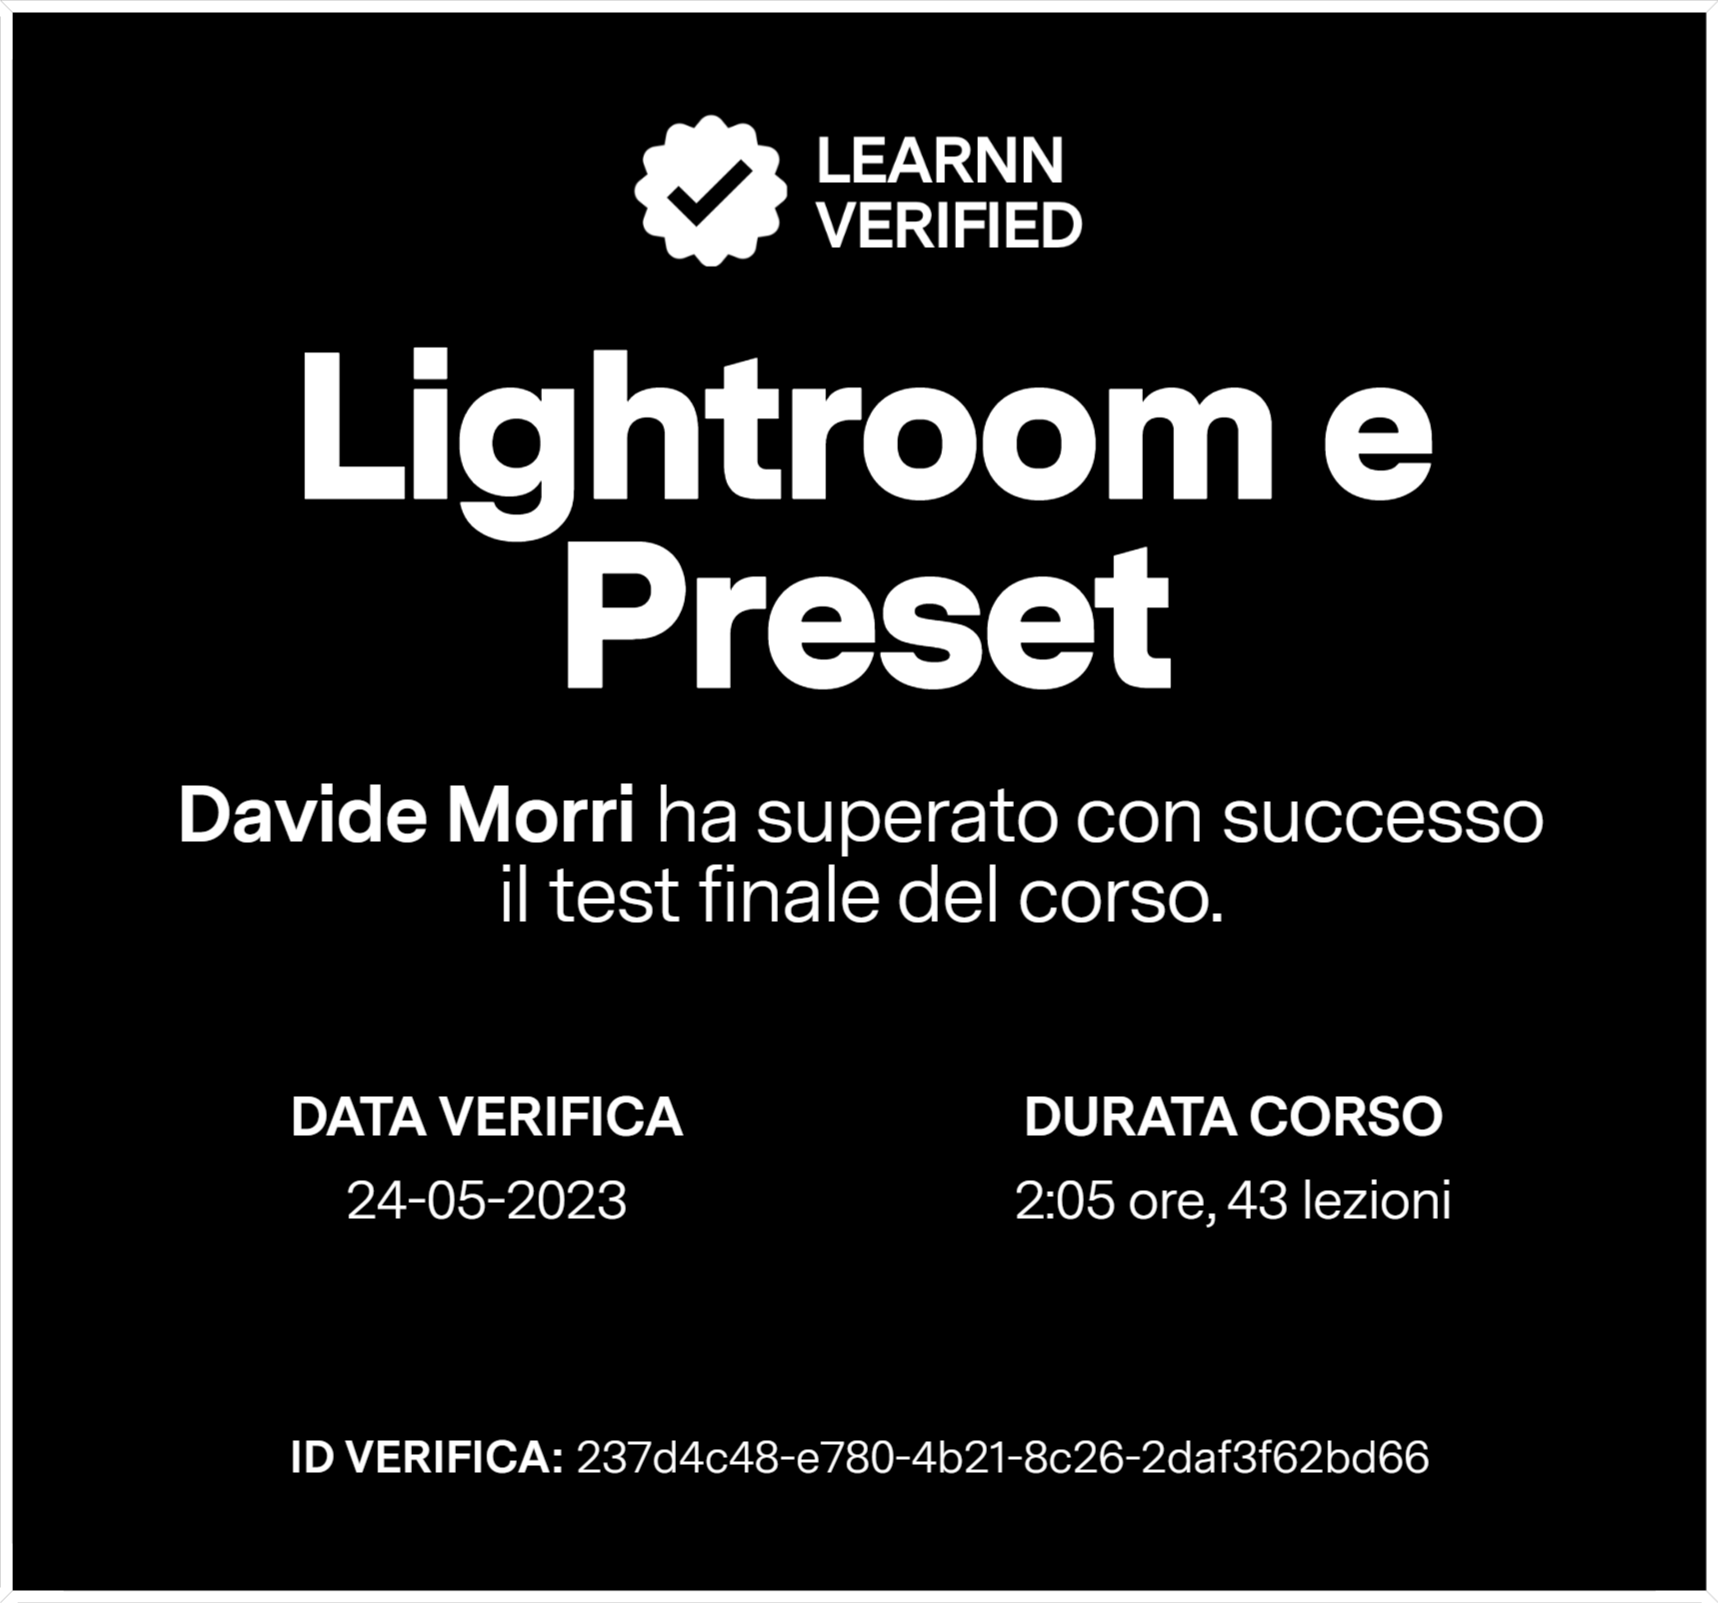 LEARNN
VERIFIED
Lightroom e
Preset
Davide Morri ha superato con successo
il test finale del corso.
DATA VERIFICA
24-05-2023
DURATA CORSO
2:05 ore, 43 lezioni
ID VERIFICA: 237d4c48-e780-4b21-8c26-2daf3f62bd66